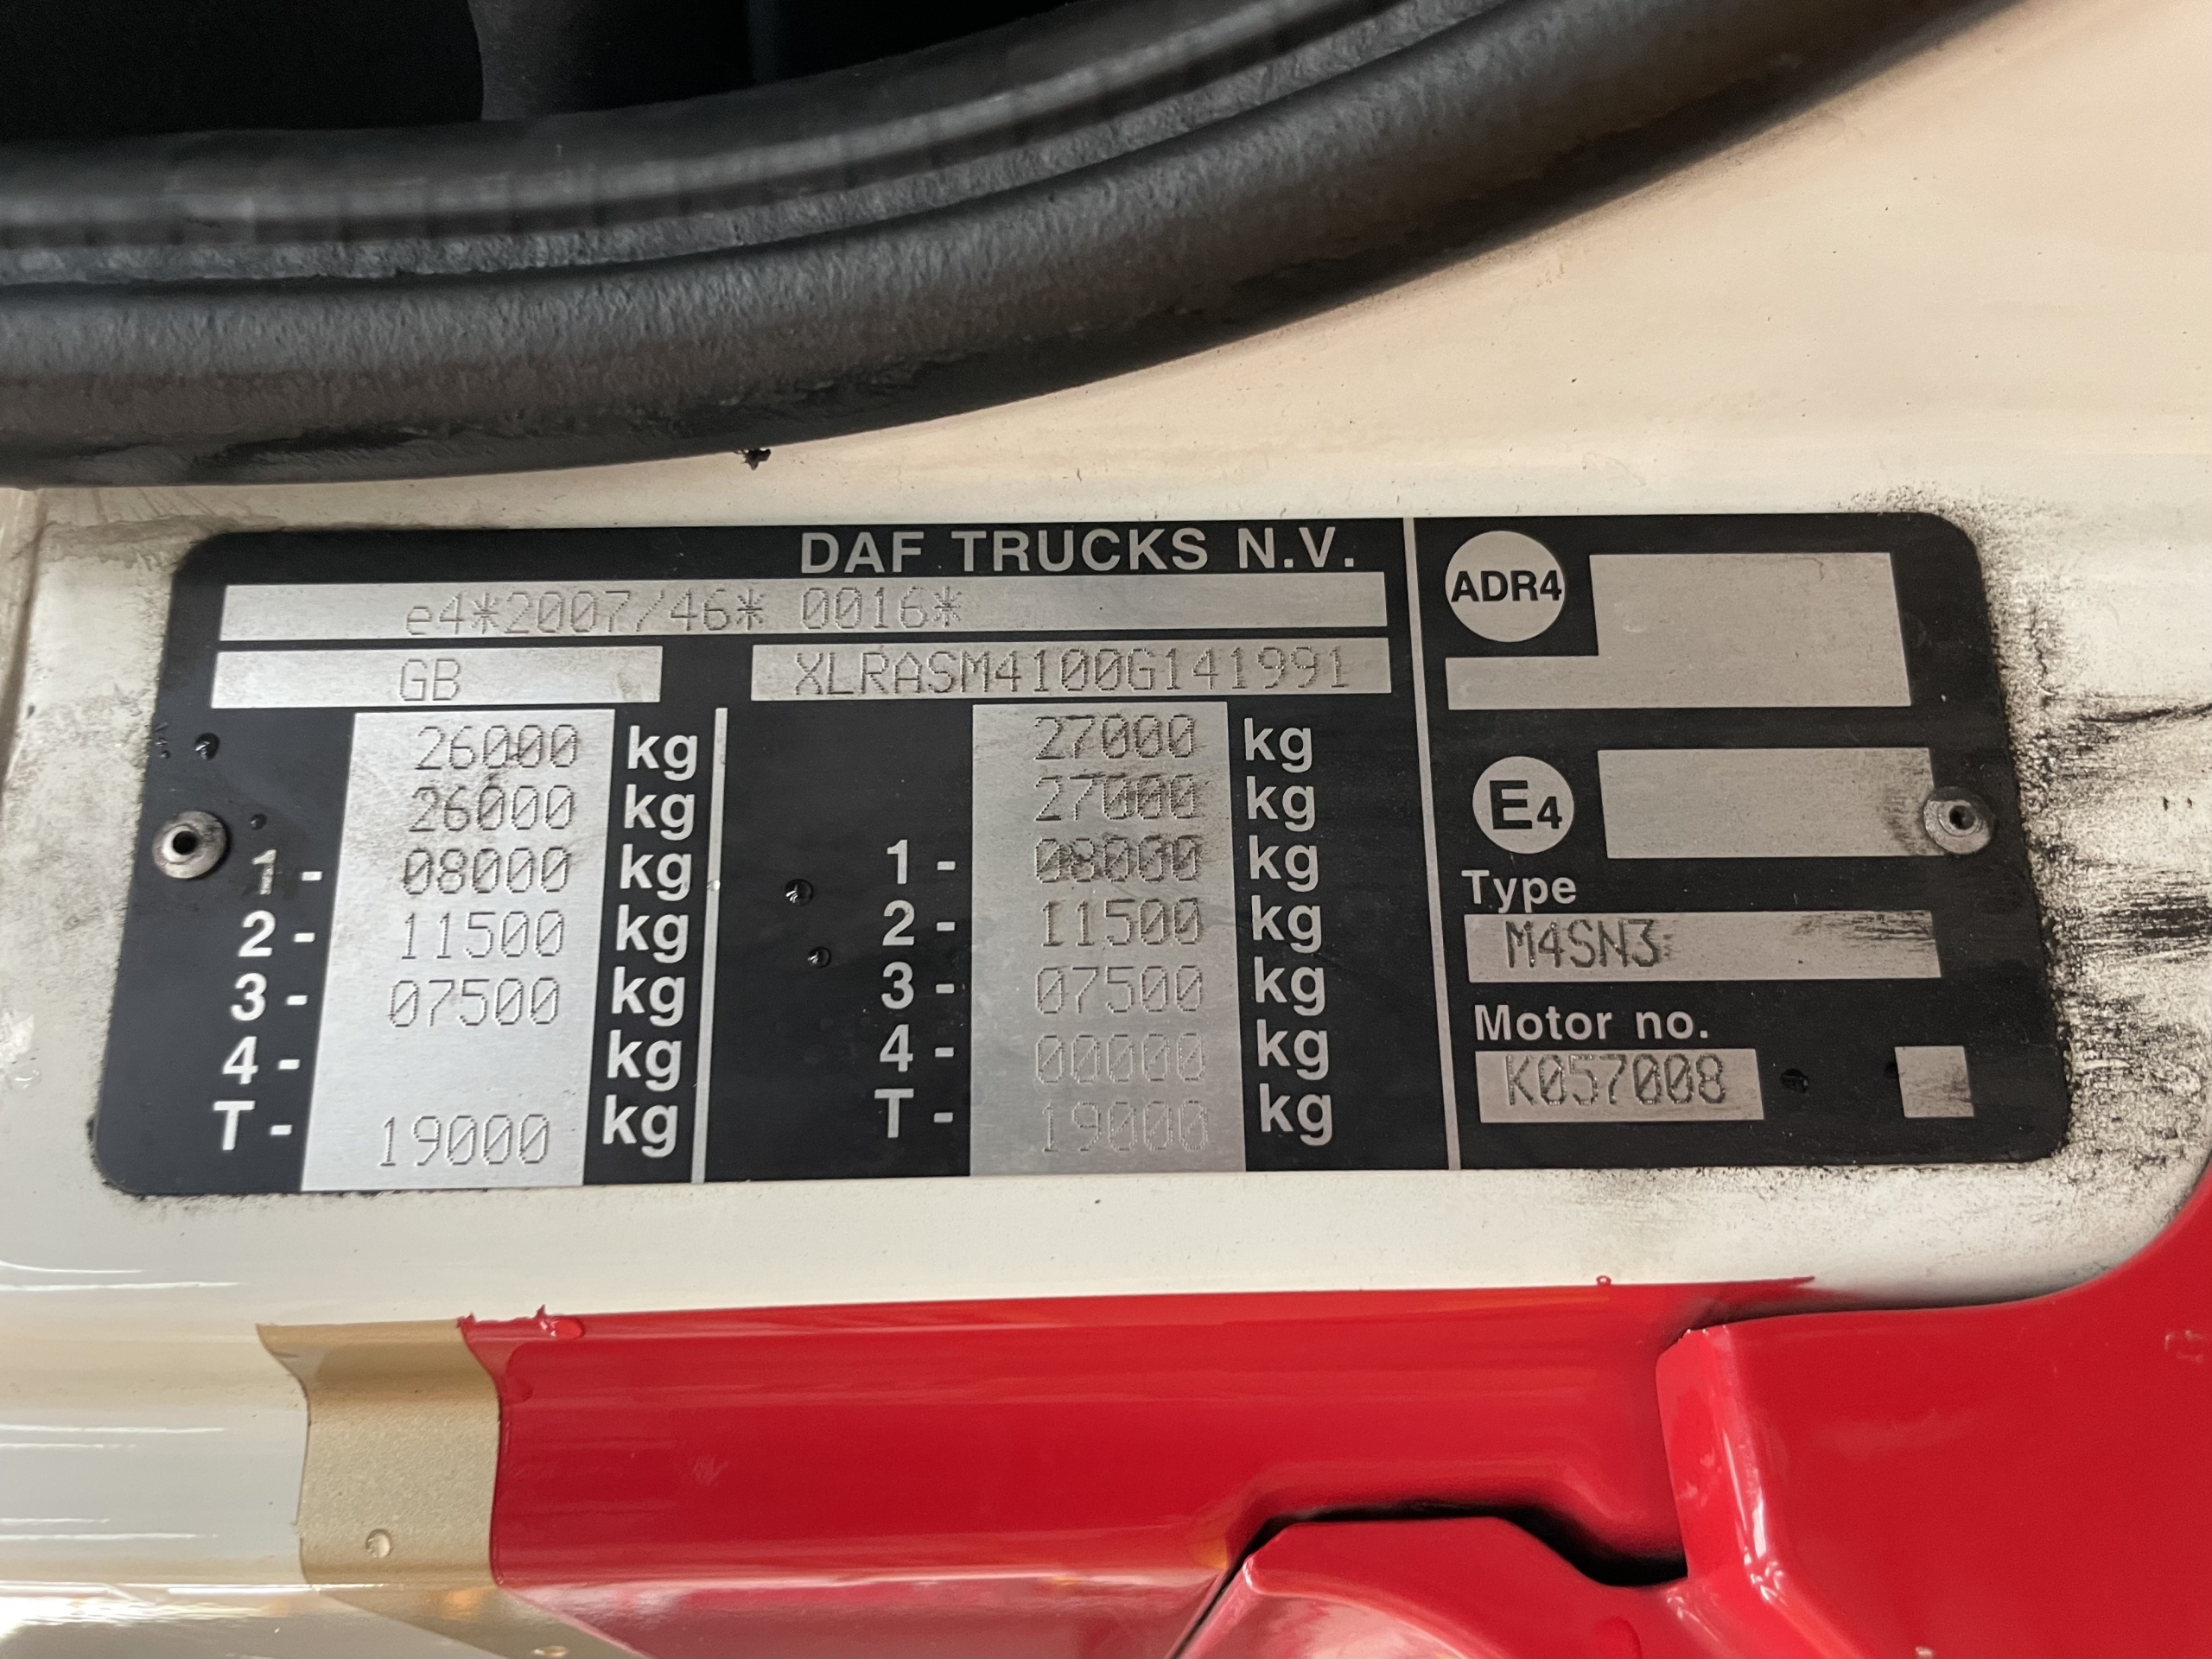 DAF TRUCKS N.V.
e4*2007/46* 0016*
GB XLRASM4100G141991
26000 kg 27000 kg
26000 kg 27000 kg
1- 08000 kg 1- 08000 kg
2- 11500 kg 2- 11500 kg
3- 07500 kg 3- 07500 kg
4- kg 4- 00000 kg
T- 19000 kg T- 19000 kg
ADR4
E4
Type
M4SN3
Motor no.
K057008